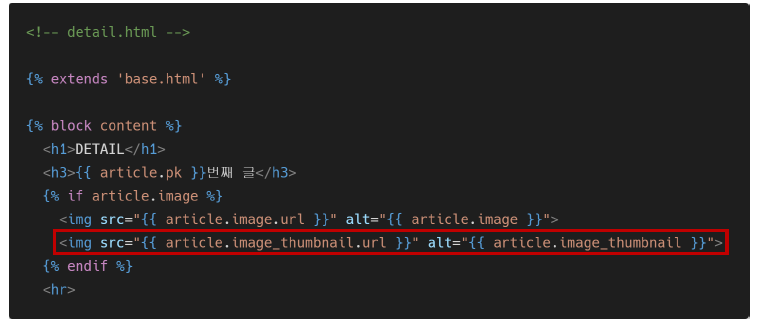 <!-- detail.html -->
{% extends 'base.html' %}
{% block content %}
<h1>DETAIL</h1>
<h3>{{ article.pk }}번째 글</h3>
{% if article.image %}
<img src="{{ article.image.url }}" alt="{{ article.image }}">
<img src="{{ article.image_thumbnail.url }}" alt="{{ article.image_thumbnail }}">
{% endif %}
<hr>